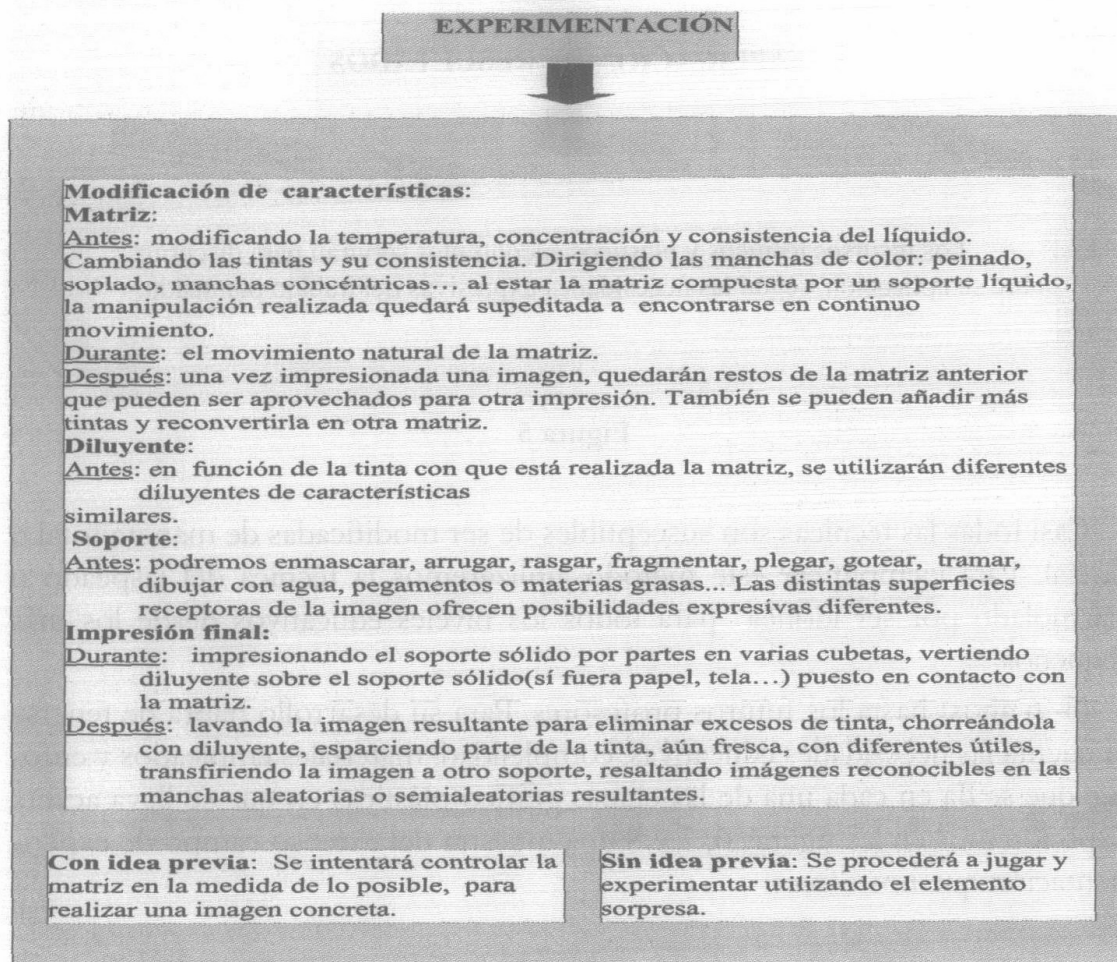 EXPERIMENTACIÓN
Modificación de características:
Matriz:
Antes: modificando la temperatura, concentración y consistencia del líquido.
Cambiando las tintas y su consistencia. Dirigiendo las manchas de color: peinado,
soplado, manchas concéntricas... al estar la matriz compuesta por un soporte líquido,
la manipulación realizada quedará supeditada a encontrarse en continuo
movimiento.
Durante: el movimiento natural de la matriz.
Después: una vez impresionada una imagen, quedarán restos de la matriz anterior
que pueden ser aprovechados para otra impresión. También se pueden añadir más
tintas y reconvertirla en otra matriz.
Diluyente:
Antes: en función de la tinta con que está realizada la matriz, se utilizarán diferentes
diluyentes de características
similares.
Soporte:
Antes: podremos enmascarar, arrugar, rasgar, fragmentar, plegar, gotear, tramar,
dibujar con agua, pegamentos o materias grasas... Las distintas superficies
receptoras de la imagen ofrecen posibilidades expresivas diferentes.
Impresión final:
Durante: impresionando el soporte sólido por partes en varias cubetas, vertiendo
diluyente sobre el soporte sólido(sí fuera papel, tela...) puesto en contacto con
la matriz.
Después: lavando la imagen resultante para eliminar excesos de tinta, chorreándola
con diluyente, esparciendo parte de la tinta, aún fresca, con diferentes útiles,
transfiriendo la imagen a otro soporte, resaltando imágenes reconocibles en las
manchas aleatorias o semialeatorias resultantes.
Con idea previa: Se intentará controlar la
matriz en la medida de lo posible, para
realizar una imagen concreta.
Sin idea previa: Se procederá a jugar y
experimentar utilizando el elemento
sorpresa.